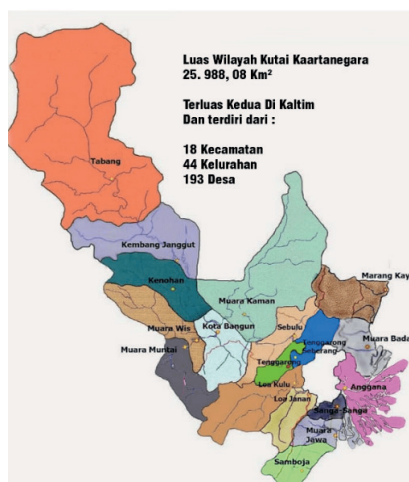 Luas Wilayah Kutai Kaartanegara
25. 988, 08 Km²
Terluas Kedua Di Kaltim
Dan terdiri dari :
18 Kecamatan
44 Kelurahan
193 Desa
Tabang
Kembang Janggut
Kenohan
Marang Kay
Muara Kaman
Muara Wis
Kota Bangun
Sebulu
Tenggarong
Seberang
Muara Bada
Muara Muntai
Tenggarong
Anggana
Loa Kulu
Loa Janan
Sanga-Sanga
Muara
Jawa
Samboja